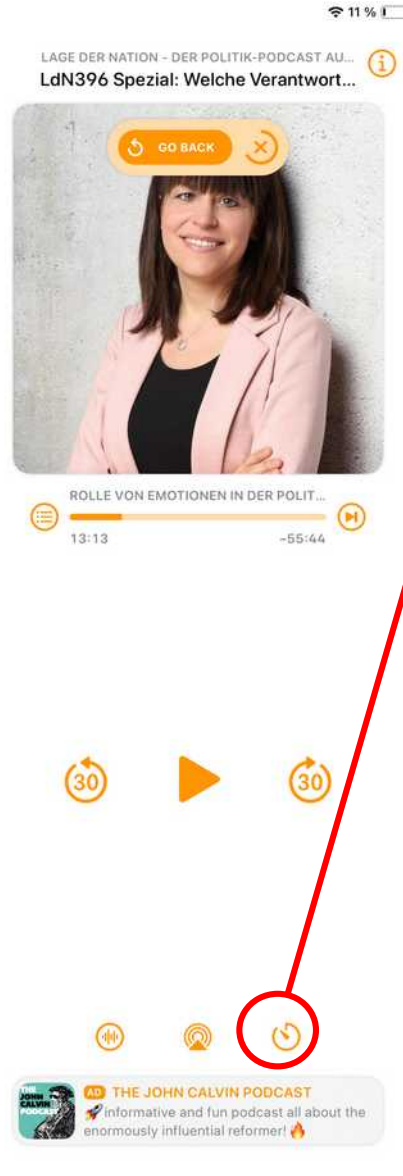 11 %
LAGE DER NATION - DER POLITIK-PODCAST AU...
LdN396 Spezial: Welche Verantwort...
GO BACK
ROLLE VON EMOTIONEN IN DER POLIT...
13:13 -55:44
30 30
THE JOHN CALVIN PODCAST
AD THE JOHN CALVIN PODCAST
🚀informative and fun podcast all about the
enormously influential reformer!🔥